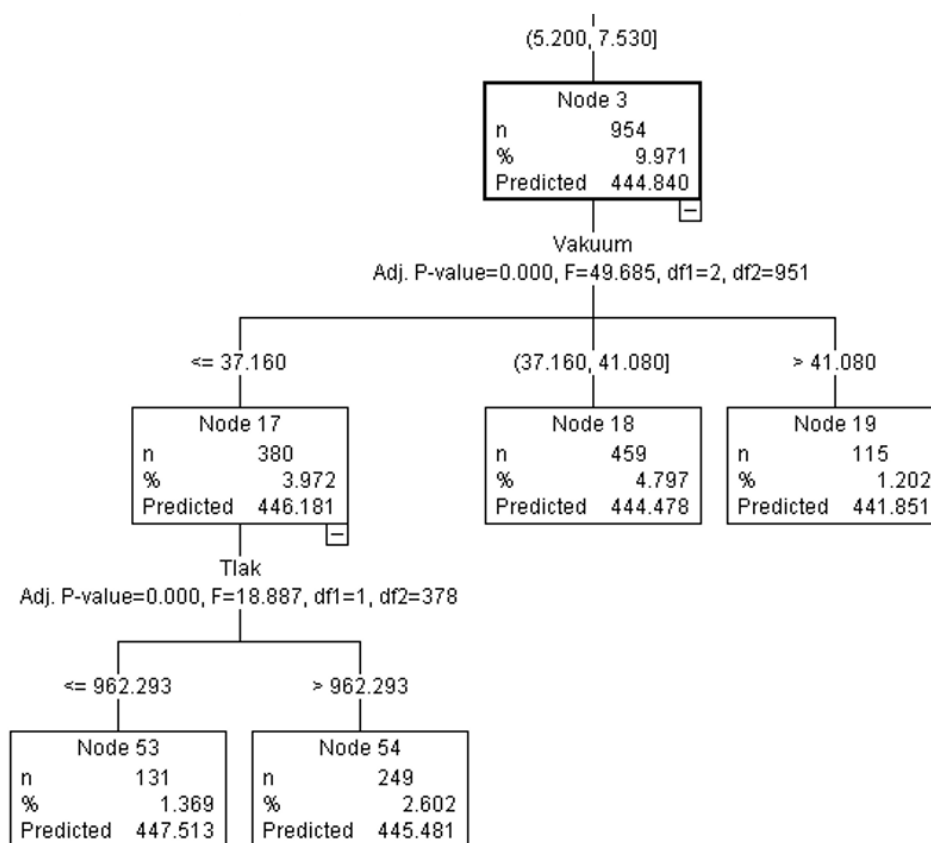 (5.200, 7.530]
Node 3
n 954
% 9.971
Predicted 444.840
Vakuum
Adj. P-value=0.000, F=49.685, df1=2, df2=951
<= 37.160
(37.160, 41.080]
> 41.080
Node 17
n 380
% 3.972
Predicted 446.181
Node 18
n 459
% 4.797
Predicted 444.478
Node 19
n 115
% 1.202
Predicted 441.851
Tlak
Adj. P-value=0.000, F=18.887, df1=1, df2=378
<= 962.293
> 962.293
Node 53
n 131
% 1.369
Predicted 447.513
Node 54
n 249
% 2.602
Predicted 445.481